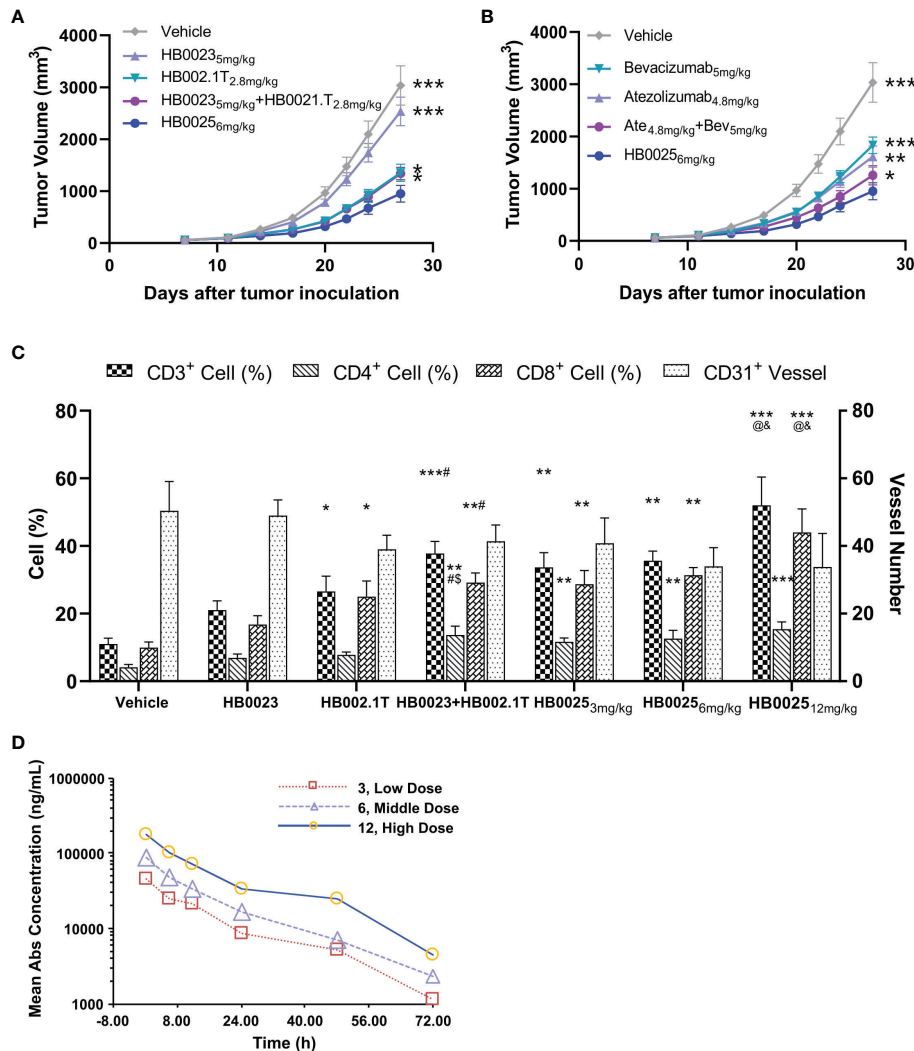 A
Vehicle
HB0023 5mg/kg
HB002.1T 2.8mg/kg
HB0023 5mg/kg+HB0021.T 2.8mg/kg
HB0025 6mg/kg
Tumor Volume (mm3)
4000
3000
2000
1000
0
***
***
*
*
0 10 20 30
Days after tumor inoculation
B
Vehicle
Bevacizumab 5mg/kg
Atezolizumab 4.8mg/kg
Ate 4.8mg/kg+Bev 5mg/kg
HB0025 6mg/kg
Tumor Volume (mm3)
4000
3000
2000
1000
0
***
***
**
*
0 10 20 30
Days after tumor inoculation
C
CD3+ Cell (%) CD4+ Cell (%) CD8+ Cell (%) CD31+ Vessel
Cell (%)
80
60
40
20
0
* *
***# **# **
#$
** ** **
** ** **
*** @& *** @& ***
80
60
40
20
0
Vessel Number
Vehicle HB0023 HB002.1T HB0023+HB002.1T HB0025 3mg/kg HB0025 6mg/kg HB0025 12mg/kg
D
Mean Abs Concentration (ng/mL)
1000000
100000
10000
1000
3, Low Dose
6, Middle Dose
12, High Dose
-8.00 8.00 24.00 40.00 56.00 72.00
Time (h)